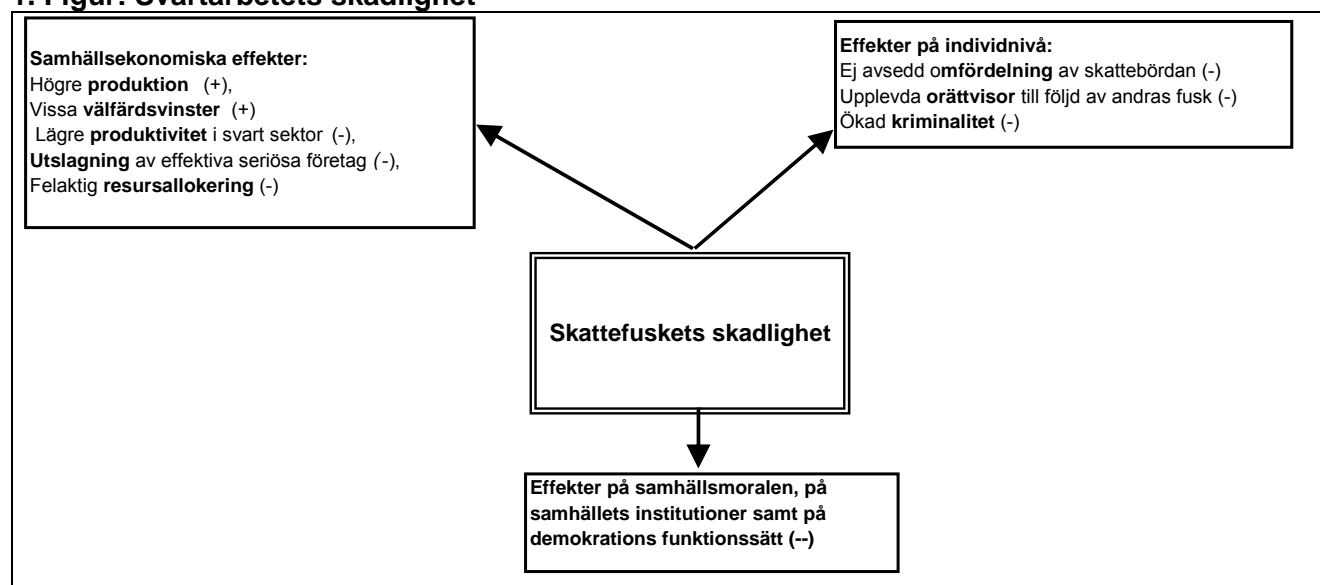 1. Figur: Svartarbetets skadlighet
Samhällsekonomiska effekter:
Högre produktion (+),
Vissa välfärdsvinster (+)
Lägre produktivitet i svart sektor (-),
Utslagning av effektiva seriösa företag (-),
Felaktig resursallokering (-)
Effekter på individnivå:
Ej avsedd omfördelning av skattebördan (-)
Upplevda orättvisor till följd av andras fusk (-)
Ökad kriminalitet (-)
Skattefuskets skadlighet
Effekter på samhällsmoralen, på
samhällets institutioner samt på
demokrations funktionssätt (--)